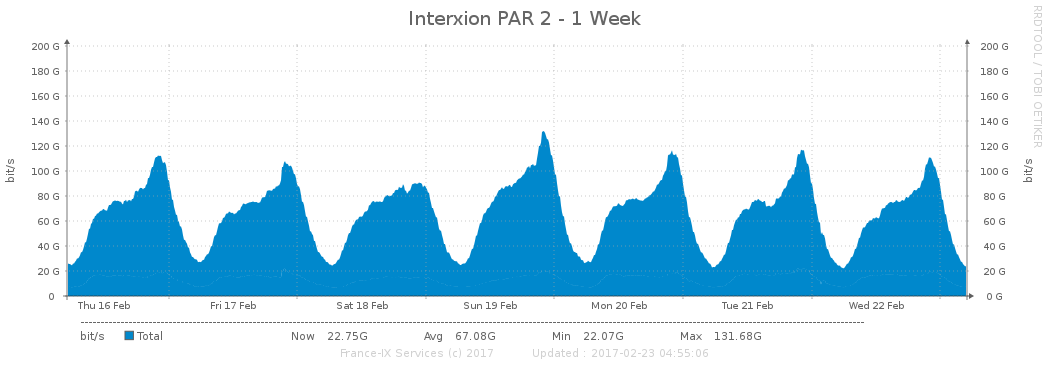 Interxion PAR 2 - 1 Week
RRDTOOL / TOBI OETIKER
200 G 200 G
180 G 180 G
160 G 160 G
140 G 140 G
120 G 120 G
100 G 100 G
80 G 80 G
60 G 60 G
40 G 40 G
20 G 20 G
0 0 G
bit/s
bit/s
Thu 16 Feb Fri 17 Feb Sat 18 Feb Sun 19 Feb Mon 20 Feb Tue 21 Feb Wed 22 Feb
bit/s Total Now 22.75G Avg 67.08G Min 22.07G Max 131.68G
France-IX Services (c) 2017 Updated : 2017-02-23 04:55:06